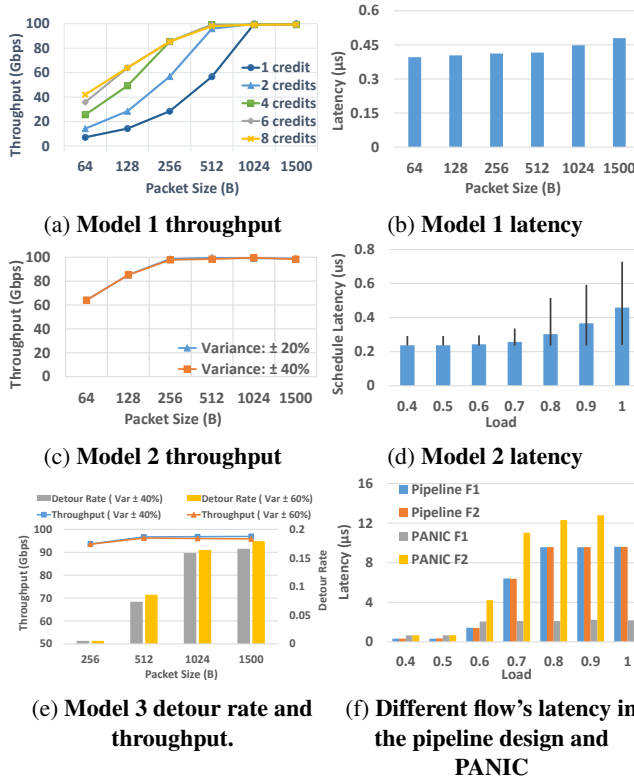 Throughput (Gbps)
100
80
60
40
20
0
1 credit
2 credits
4 credits
6 credits
8 credits
64 128 256 512 1024 1500
Packet Size (B)
(a) Model 1 throughput
Latency (µs)
0.6
0.45
0.3
0.15
0
64 128 256 512 1024 1500
Packet Size (B)
(b) Model 1 latency
Throughput (Gbps)
100
80
60
40
20
0
Variance: ± 20%
Variance: ± 40%
64 128 256 512 1024 1500
Packet Size (B)
(c) Model 2 throughput
Schedule Latency (µs)
0.8
0.6
0.4
0.2
0
0.4 0.5 0.6 0.7 0.8 0.9 1
Load
(d) Model 2 latency
Detour Rate ( Var ± 40%) Detour Rate ( Var ± 60%)
Throughput ( Var ± 40%) Throughput ( Var ± 60%)
Throughput (Gbps)
100
90
80
70
60
50
0.2
0.15
0.1
0.05
0
Detour Rate
256 512 1024 1500
Packet Size (B)
(e) Model 3 detour rate and
throughput.
Latency (µs)
16
12
8
4
0
Pipeline F1
Pipeline F2
PANIC F1
PANIC F2
0.4 0.5 0.6 0.7 0.8 0.9 1
Load
(f) Different flow's latency in
the pipeline design and
PANIC